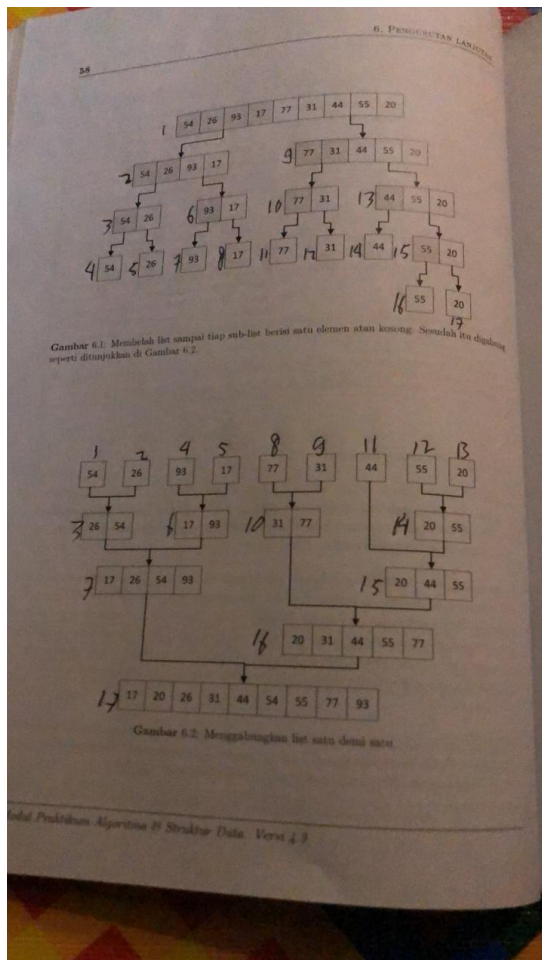 6. PENGURUTAN LANJUTAN
58
1 54 26 93 17 77 31 44 55 20
2 54 26 93 17 9 77 31 44 55 20
3 54 26 6 93 17 10 77 31 13 44 55 20
4 54 5 26 7 93 8 17 11 77 12 31 14 44 15 55 20
16 55 20
17
Gambar 6.1: Membelah list sampai tiap sub-list berisi satu elemen atau kosong. Sesudah itu digabung
seperti ditunjukkan di Gambar 6.2.
1 2 4 5 8 9 11 12 13
54 26 93 17 77 31 44 55 20
3 26 54 6 17 93 10 31 77 14 20 55
7 17 26 54 93 15 20 44 55
16 20 31 44 55 77
17 17 20 26 31 44 54 55 77 93
Gambar 6.2: Menggabungkan list satu demi satu.
Modul Praktikum Algoritma & Struktur Data. Versi 4.9